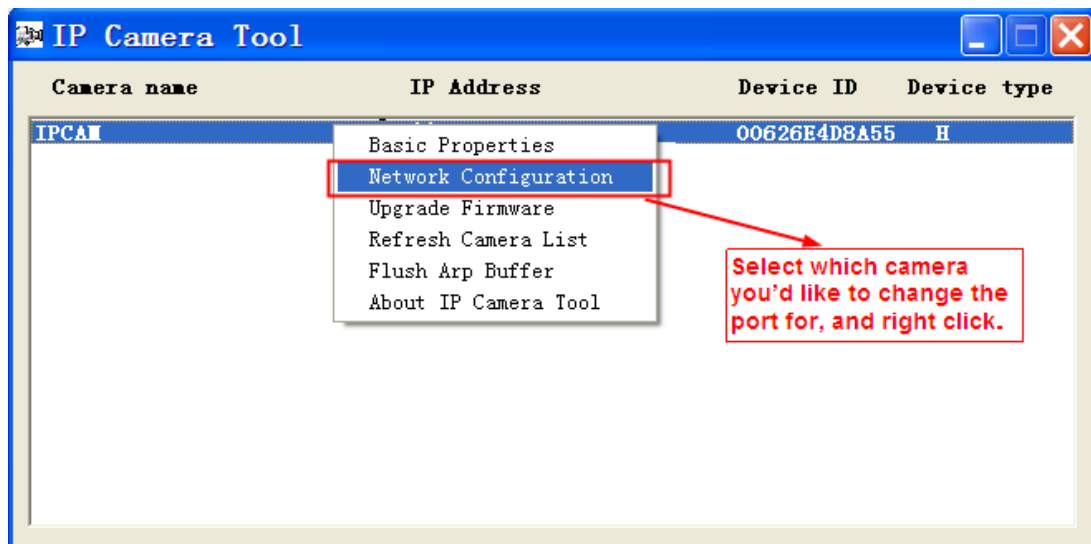 IP Camera Tool
Camera name IP Address Device ID Device type
IPCAM 00626E4D8A55 H
Basic Properties
Network Configuration
Upgrade Firmware
Refresh Camera List
Flush Arp Buffer
About IP Camera Tool
Select which camera
you'd like to change the
port for, and right click.